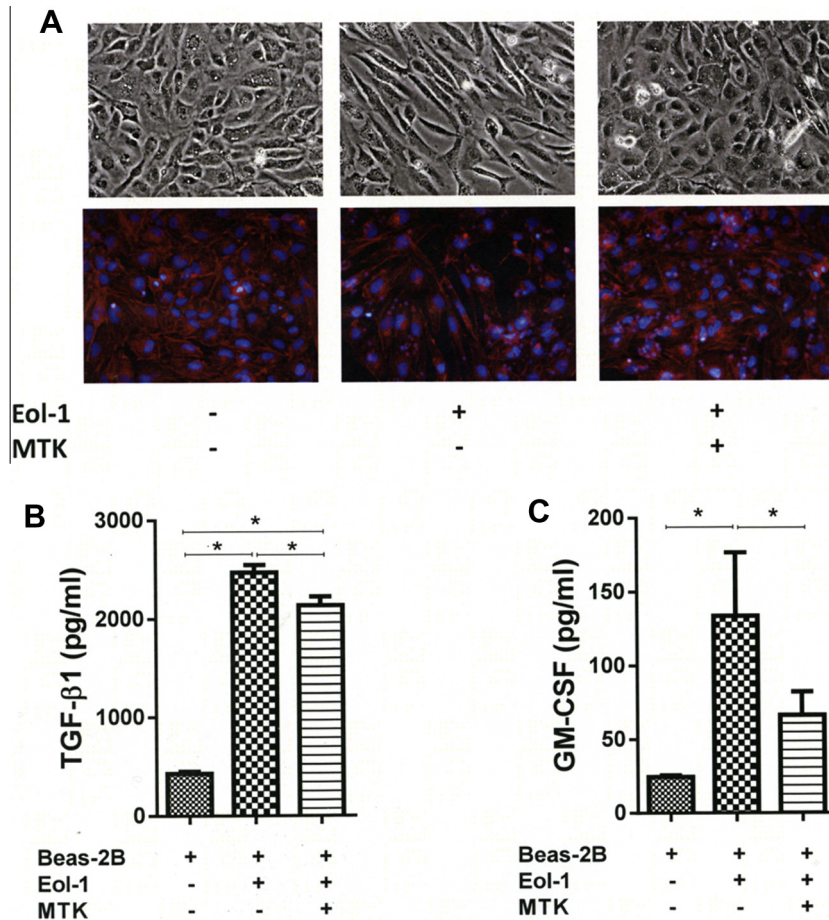 A
Eol-1 - + +
MTK - - +
B
TGF-β1 (pg/ml)
3000
2000
1000
0
* * *
Beas-2B + + +
Eol-1 - + +
MTK - - +
C
GM-CSF (pg/ml)
200
150
100
50
0
* *
Beas-2B + + +
Eol-1 - + +
MTK - - +